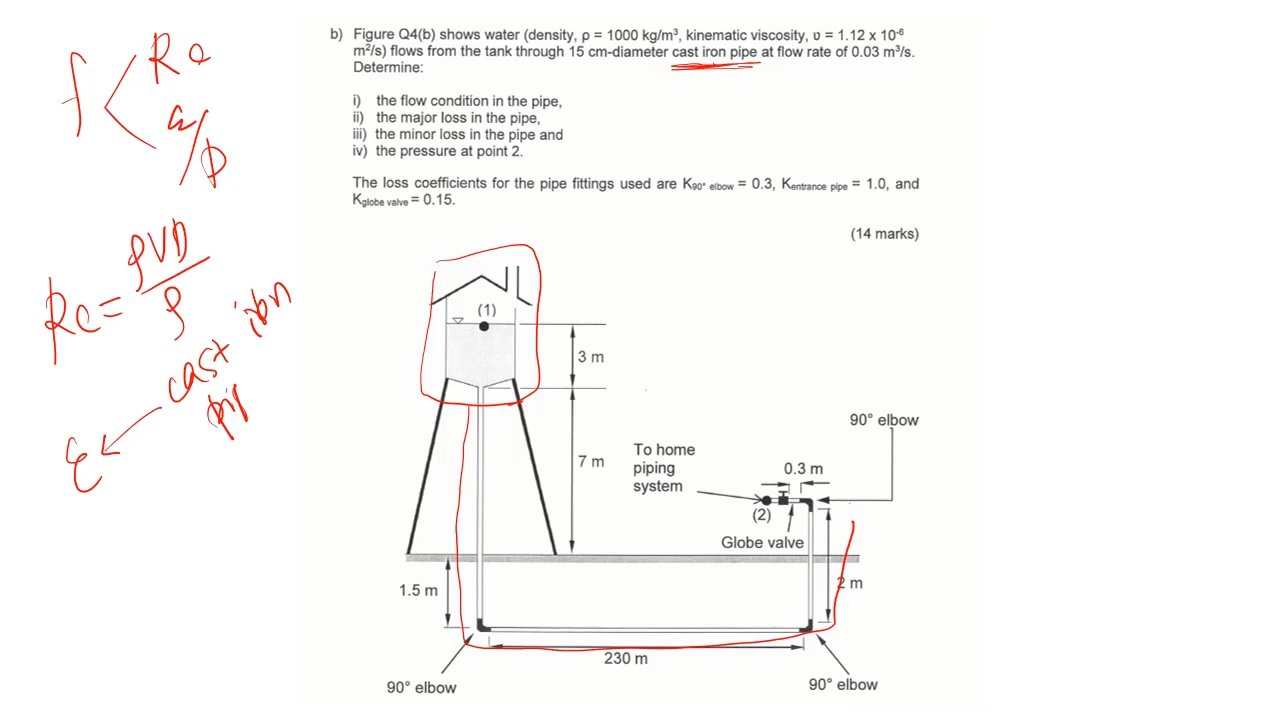 b) Figure Q4(b) shows water (density, ρ = 1000 kg/m³, kinematic viscosity, υ = 1.12 x 10⁻⁶
m²/s) flows from the tank through 15 cm-diameter cast iron pipe at flow rate of 0.03 m³/s.
Determine:
i) the flow condition in the pipe,
ii) the major loss in the pipe,
iii) the minor loss in the pipe and
iv) the pressure at point 2.
The loss coefficients for the pipe fittings used are K90° elbow = 0.3, Kentrance pipe = 1.0, and
Kglobe valve = 0.15.
(14 marks)
f
Re
ε/D
Re = ρVD
cast
ε
(1)
3 m
7 m
1.5 m
230 m
90° elbow
90° elbow
90° elbow
To home
piping
system
0.3 m
(2)
Globe valve
2 m